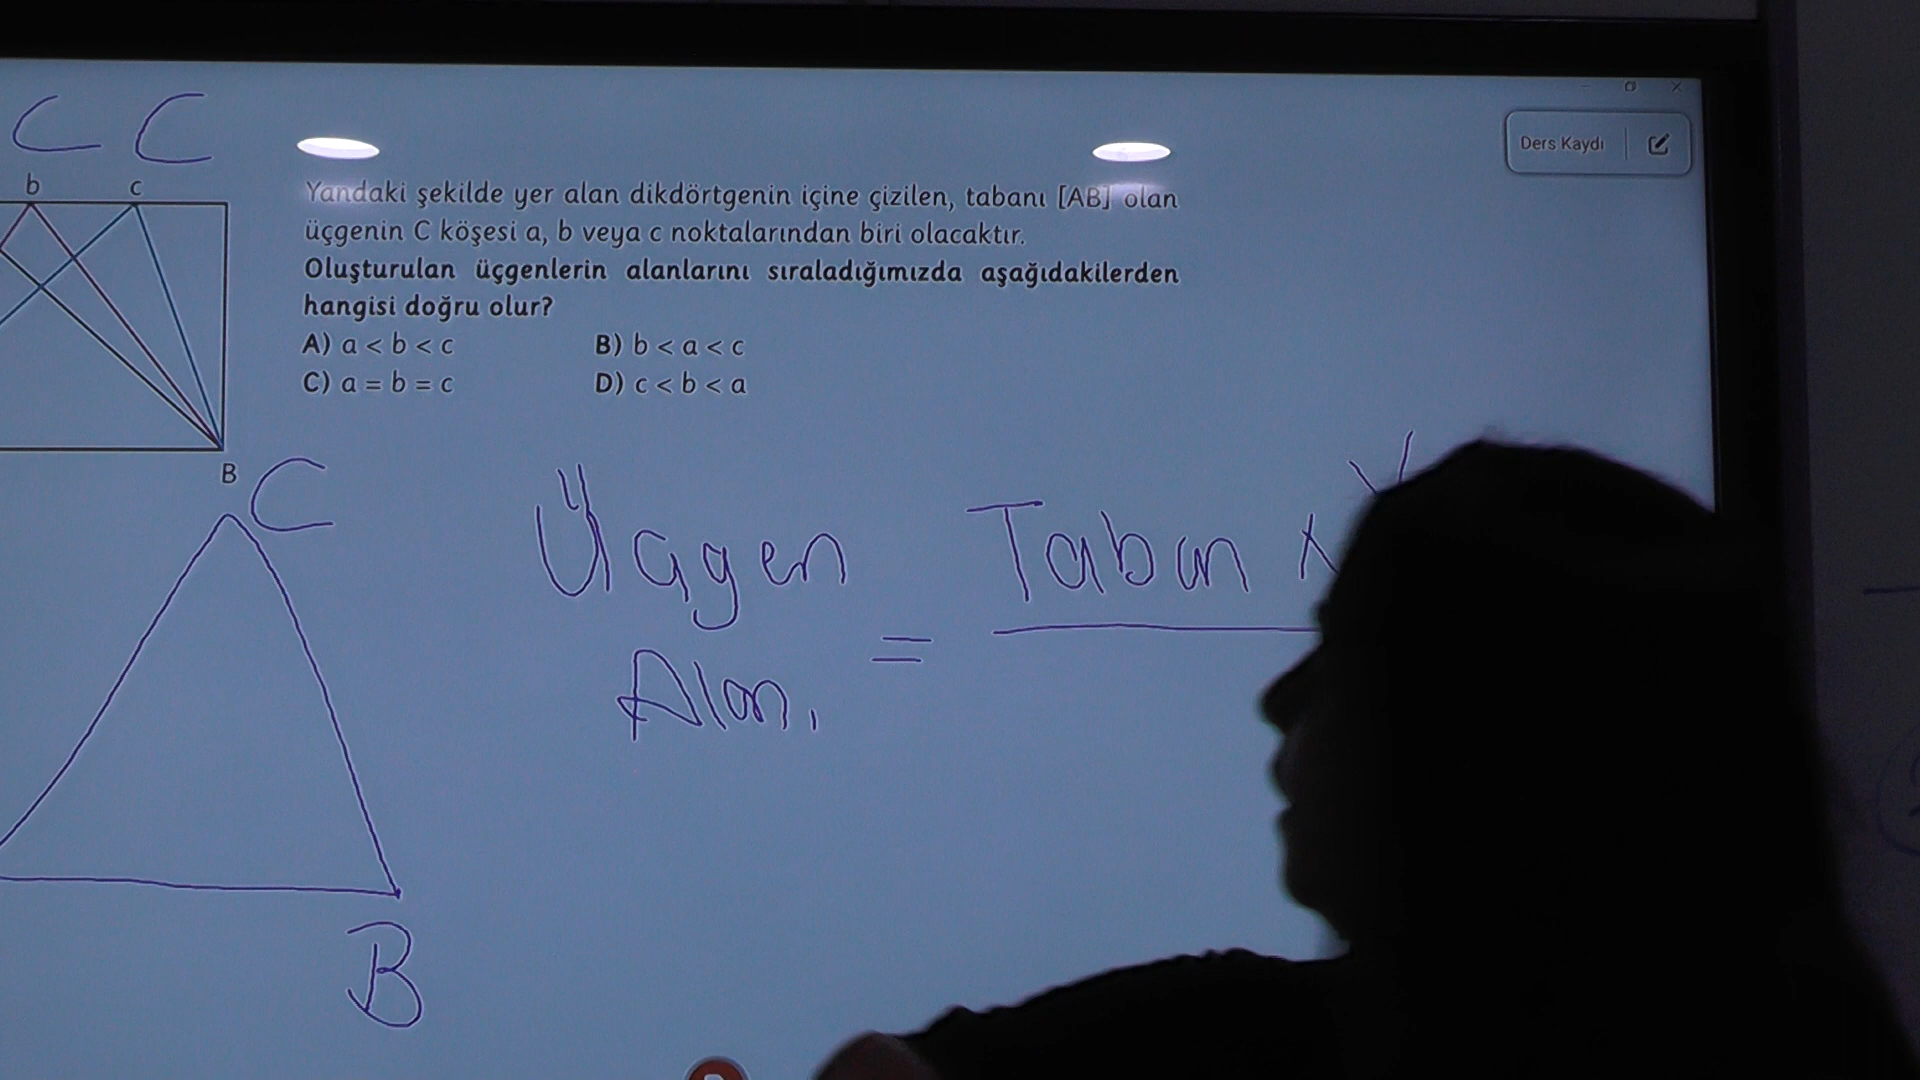 C C
b c
Ders Kaydı
Yandaki şekilde yer alan dikdörtgenin içine çizilen, tabanı [AB] olan
üçgenin C köşesi a, b veya c noktalarından biri olacaktır.
Oluşturulan üçgenlerin alanlarını sıraladığımızda aşağıdakilerden
hangisi doğru olur?
A) a < b < c B) b < a < c
C) a = b = c D) c < b < a
B
C
Üçgen
Alanı
= Taban x
B